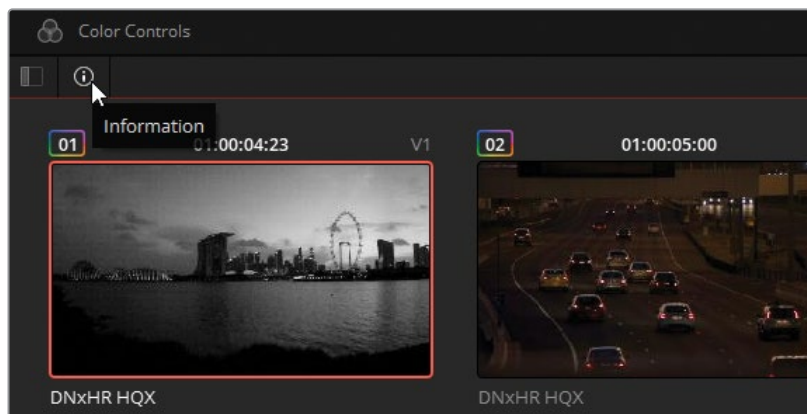 Color Controls
Information
01 01:00:04:23 V1 02 01:00:05:00
DNxHR HQX DNxHR HQX